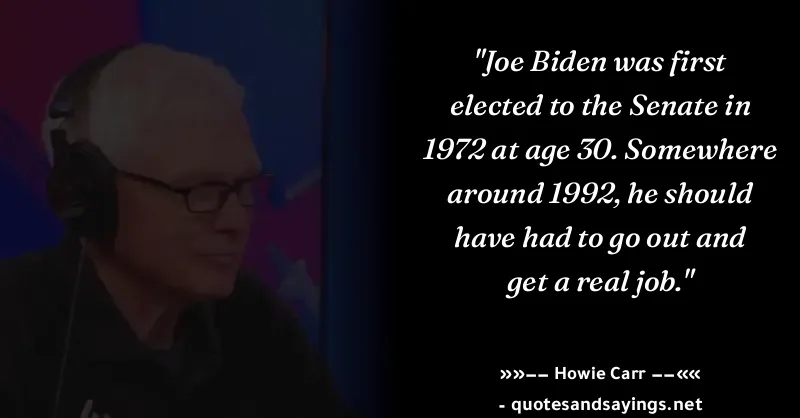 "Joe Biden was first
elected to the Senate in
1972 at age 30. Somewhere
around 1992, he should
have had to go out and
get a real job."
»»−− Howie Carr −−««
- quotesandsayings.net